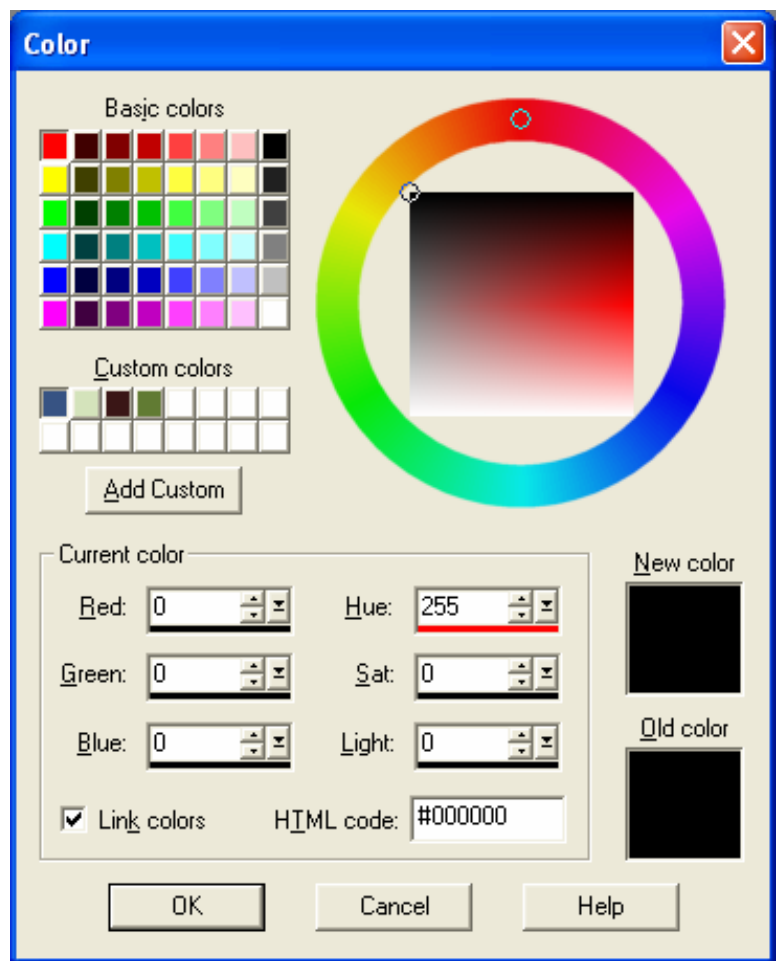 Color
Basic colors
Custom colors
Add Custom
Current color
Red: 0
Hue: 255
Green: 0
Sat: 0
Blue: 0
Light: 0
Link colors
HTML code: #000000
New color
Old color
OK
Cancel
Help